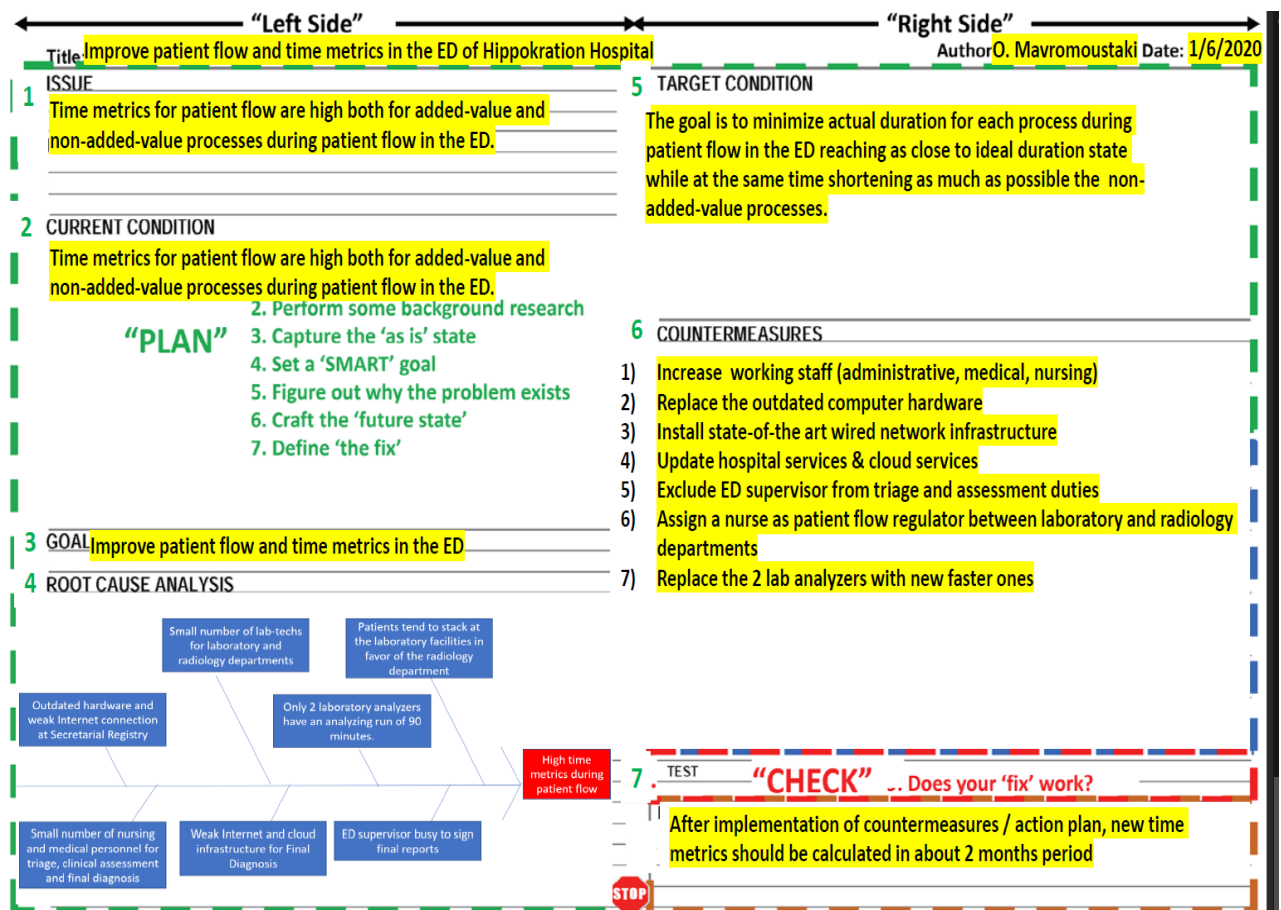 “Left Side”
“Right Side”
Title: Improve patient flow and time metrics in the ED of Hippokration Hospital
Author O. Mavromoustaki Date: 1/6/2020
1 ISSUE
Time metrics for patient flow are high both for added-value and
non-added-value processes during patient flow in the ED.
2 CURRENT CONDITION
Time metrics for patient flow are high both for added-value and
non-added-value processes during patient flow in the ED.
“PLAN”
2. Perform some background research
3. Capture the ‘as is’ state
4. Set a ‘SMART’ goal
5. Figure out why the problem exists
6. Craft the ‘future state’
7. Define ‘the fix’
3 GOAL Improve patient flow and time metrics in the ED
4 ROOT CAUSE ANALYSIS
Small number of lab-techs
for laboratory and
radiology departments
Patients tend to stack at
the laboratory facilities in
favor of the radiology
department
Outdated hardware and
weak Internet connection
at Secretarial Registry
Only 2 laboratory analyzers
have an analyzing run of 90
minutes.
High time
metrics during
patient flow
Small number of nursing
and medical personnel for
triage, clinical assessment
and final diagnosis
Weak Internet and cloud
infrastructure for Final
Diagnosis
ED supervisor busy to sign
final reports
5 TARGET CONDITION
The goal is to minimize actual duration for each process during
patient flow in the ED reaching as close to ideal duration state
while at the same time shortening as much as possible the non-
added-value processes.
6 COUNTERMEASURES
1) Increase working staff (administrative, medical, nursing)
2) Replace the outdated computer hardware
3) Install state-of-the art wired network infrastructure
4) Update hospital services & cloud services
5) Exclude ED supervisor from triage and assessment duties
6) Assign a nurse as patient flow regulator between laboratory and radiology
departments
7) Replace the 2 lab analyzers with new faster ones
7 TEST
“CHECK”
Does your ‘fix’ work?
After implementation of countermeasures / action plan, new time
metrics should be calculated in about 2 months period
STOP